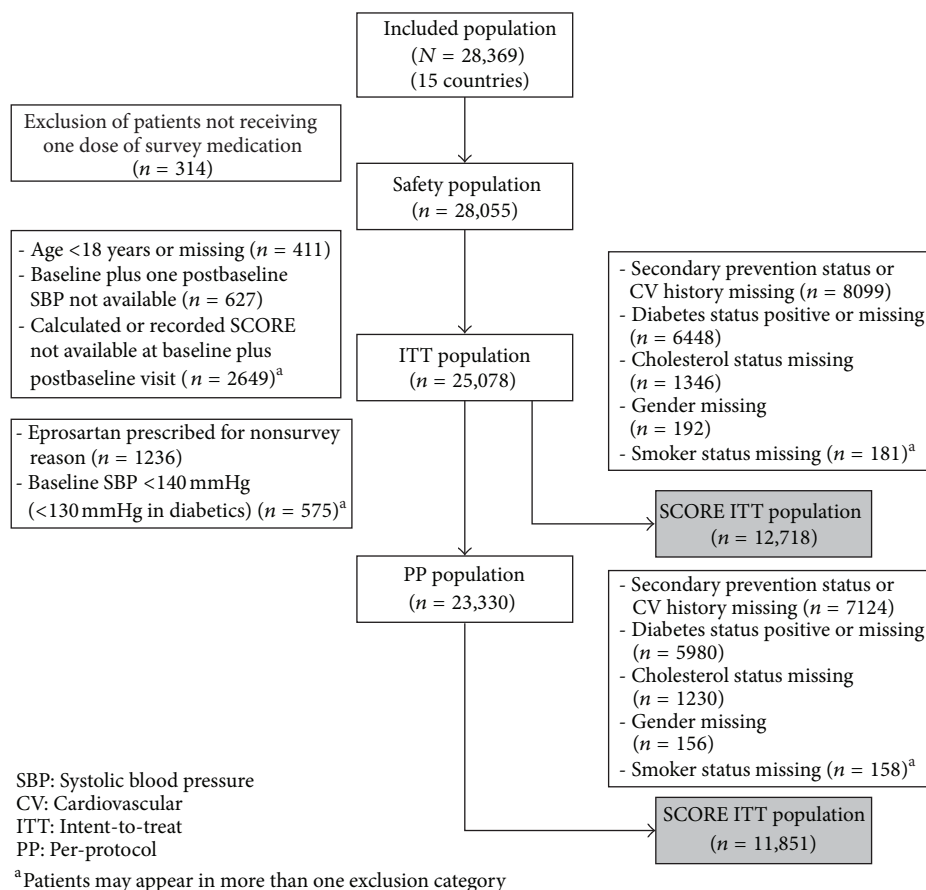 Included population
(N = 28,369)
(15 countries)
Exclusion of patients not receiving
one dose of survey medication
(n = 314)
Safety population
(n = 28,055)
- Age <18 years or missing (n = 411)
- Baseline plus one postbaseline
SBP not available (n = 627)
- Calculated or recorded SCORE
not available at baseline plus
postbaseline visit (n = 2649)ᵃ
- Secondary prevention status or
CV history missing (n = 8099)
- Diabetes status positive or missing
(n = 6448)
- Cholesterol status missing
(n = 1346)
- Gender missing
(n = 192)
- Smoker status missing (n = 181)ᵃ
ITT population
(n = 25,078)
- Eprosartan prescribed for nonsurvey
reason (n = 1236)
- Baseline SBP <140 mmHg
(<130 mmHg in diabetics) (n = 575)ᵃ
SCORE ITT population
(n = 12,718)
PP population
(n = 23,330)
- Secondary prevention status or
CV history missing (n = 7124)
- Diabetes status positive or missing
(n = 5980)
- Cholesterol status missing
(n = 1230)
- Gender missing
(n = 156)
- Smoker status missing (n = 158)ᵃ
SCORE ITT population
(n = 11,851)
SBP: Systolic blood pressure
CV: Cardiovascular
ITT: Intent-to-treat
PP: Per-protocol
ᵃPatients may appear in more than one exclusion category